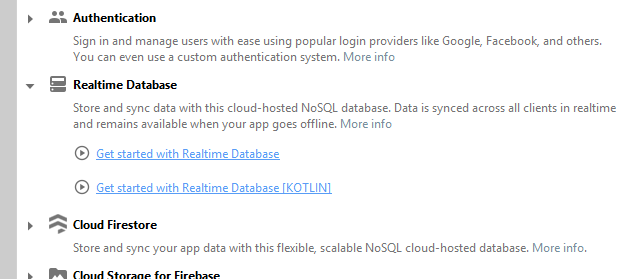 Authentication
Sign in and manage users with ease using popular login providers like Google, Facebook, and others.
You can even use a custom authentication system. More info
Realtime Database
Store and sync data with this cloud-hosted NoSQL database. Data is synced across all clients in realtime
and remains available when your app goes offline. More info
Get started with Realtime Database
Get started with Realtime Database [KOTLIN]
Cloud Firestore
Store and sync your app data with this flexible, scalable NoSQL cloud-hosted database. More info.
Cloud Storage for Firebase